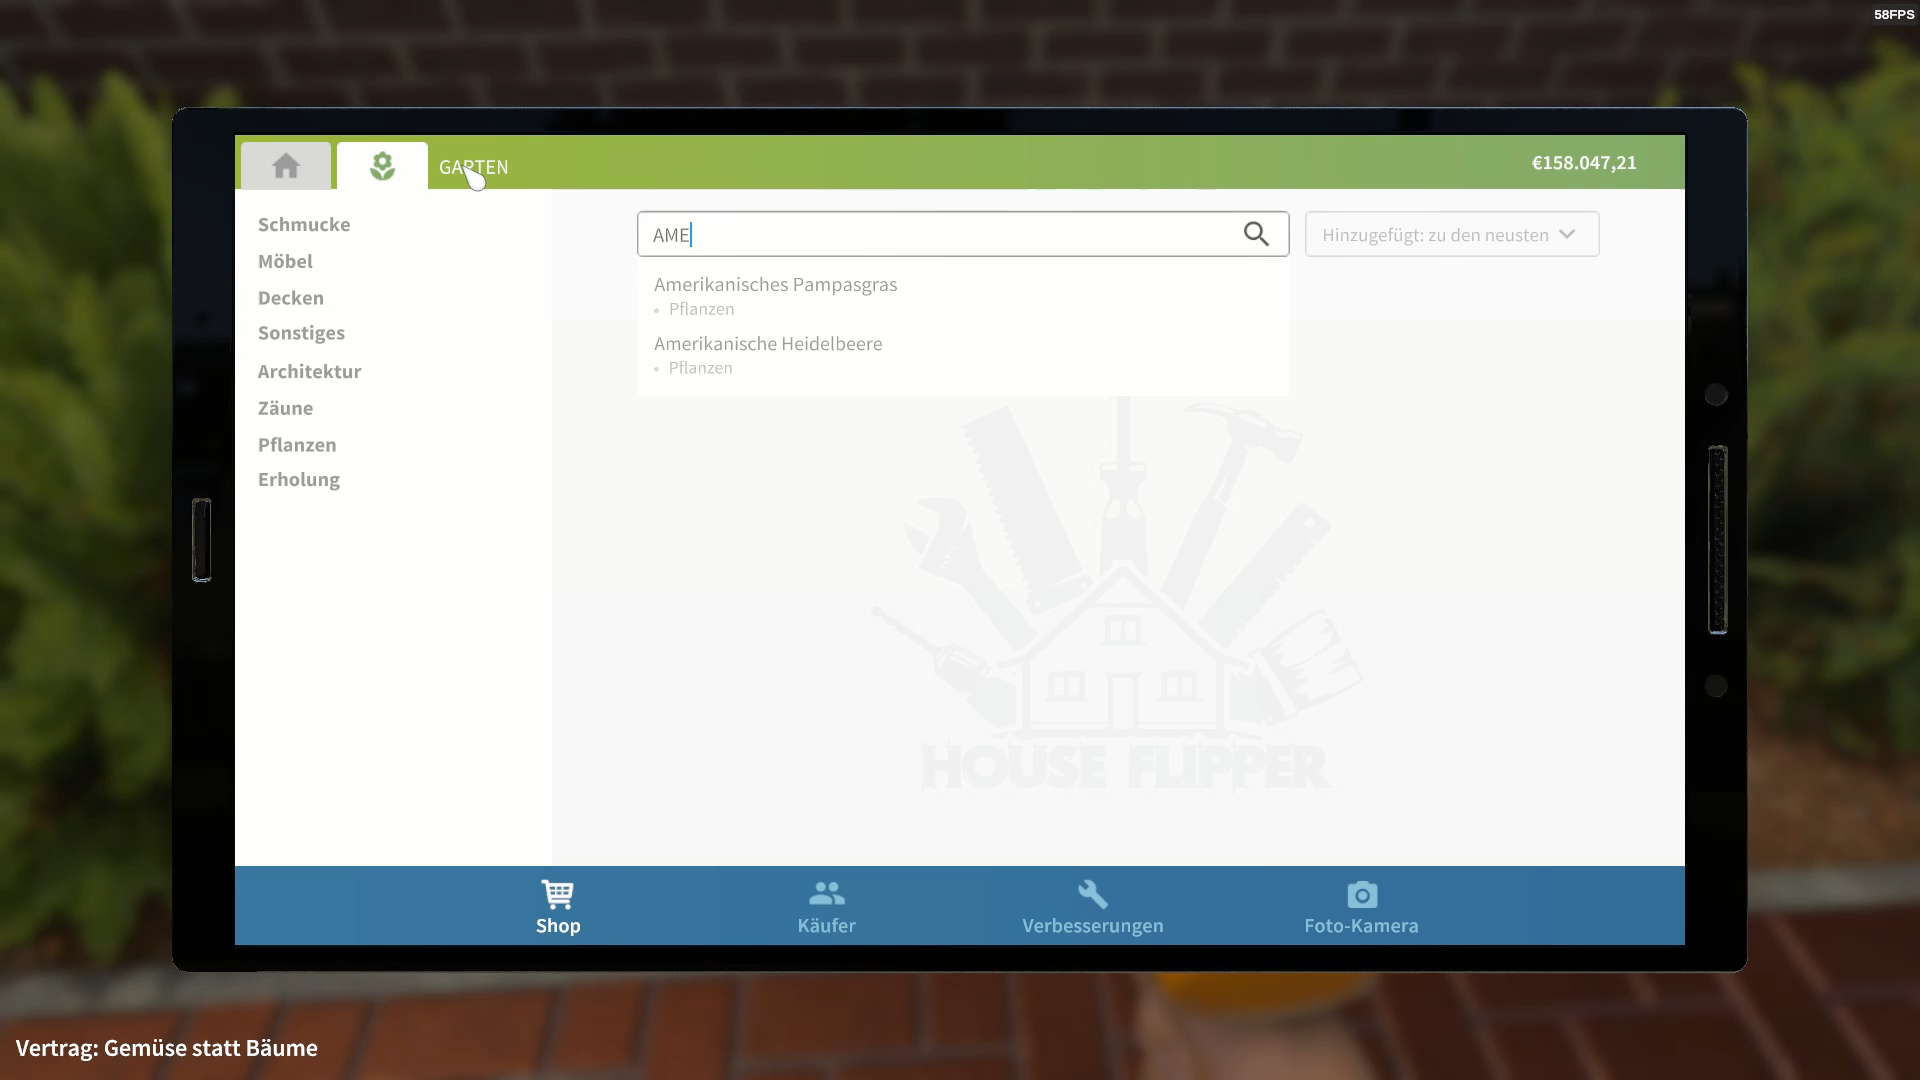 58FPS
GARTEN
€158.047,21
Schmucke
Möbel
Decken
Sonstiges
Architektur
Zäune
Pflanzen
Erholung
AME
Hinzugefügt: zu den neusten
Amerikanisches Pampasgras
• Pflanzen
Amerikanische Heidelbeere
• Pflanzen
HOUSE FLIPPER
Shop
Käufer
Verbesserungen
Foto-Kamera
Vertrag: Gemüse statt Bäume